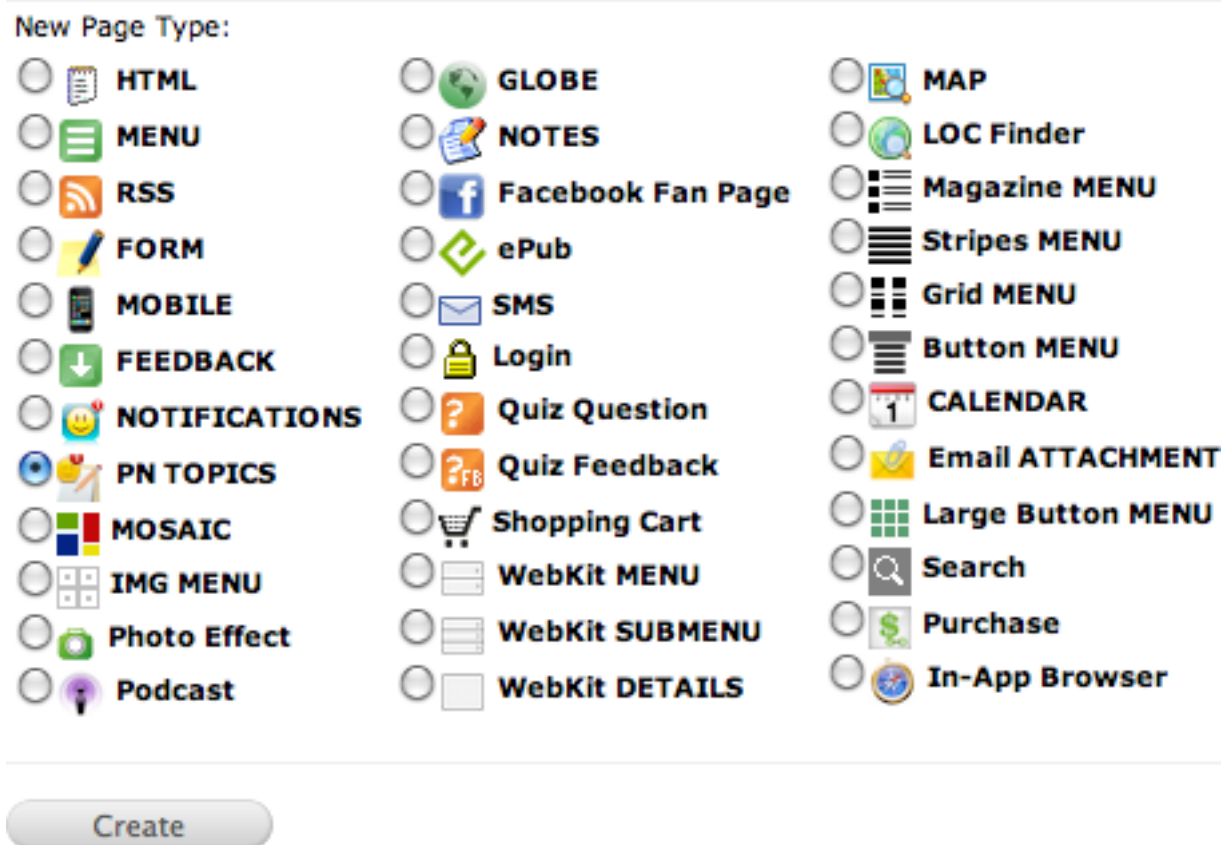 New Page Type:
HTML
MENU
RSS
FORM
MOBILE
FEEDBACK
NOTIFICATIONS
PN TOPICS
MOSAIC
IMG MENU
Photo Effect
Podcast
GLOBE
NOTES
Facebook Fan Page
ePub
SMS
Login
Quiz Question
Quiz Feedback
Shopping Cart
WebKit MENU
WebKit SUBMENU
WebKit DETAILS
MAP
LOC Finder
Magazine MENU
Stripes MENU
Grid MENU
Button MENU
1 CALENDAR
Email ATTACHMENT
Large Button MENU
Search
Purchase
In-App Browser
Create